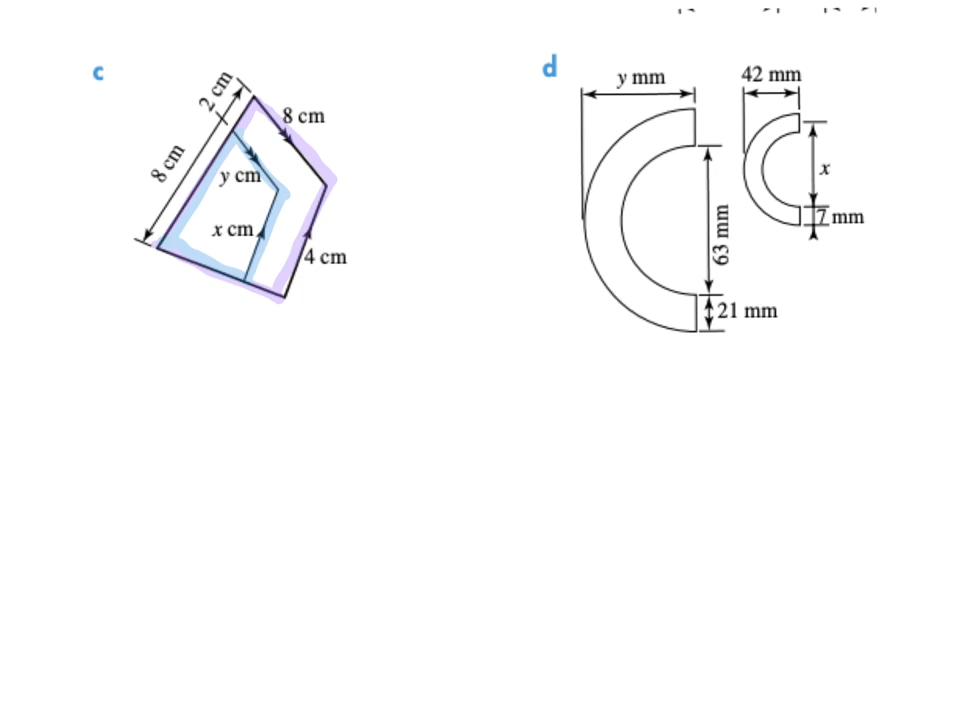 c
2 cm
8 cm
8 cm
y cm
x cm
4 cm
d
y mm
42 mm
63 mm
x
7 mm
21 mm